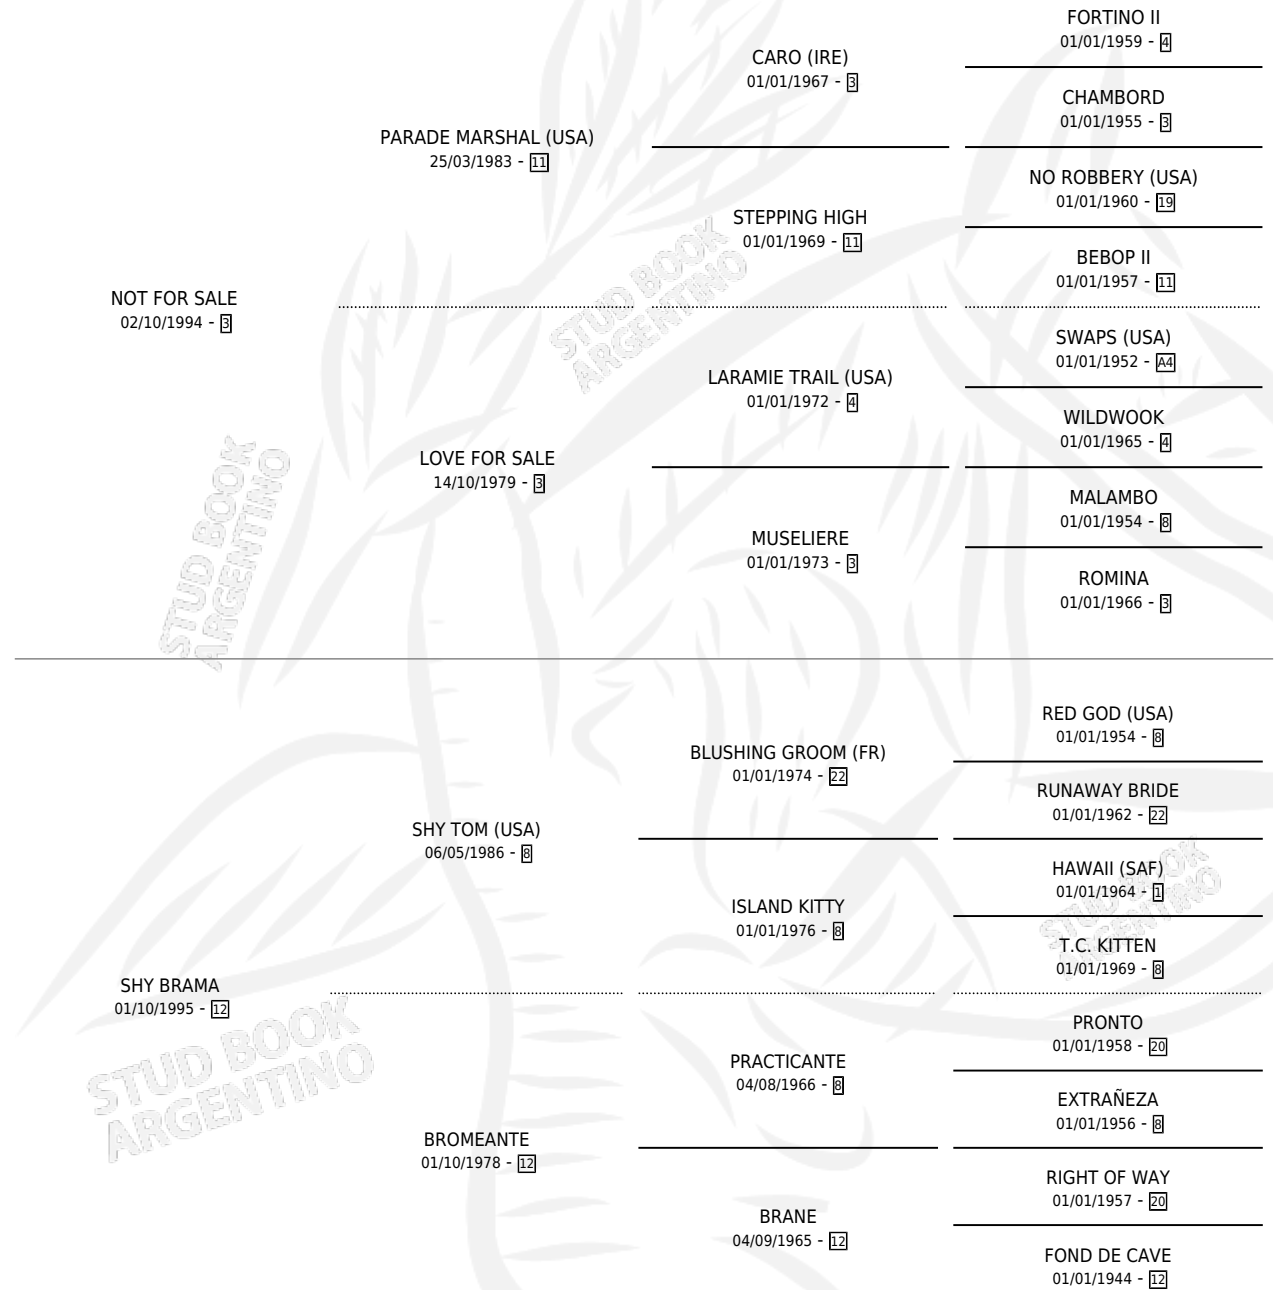 FORTINO II
01/01/1959 - 4
CARO (IRE)
01/01/1967 - 3
CHAMBORD
01/01/1955 - 3
PARADE MARSHAL (USA)
25/03/1983 - 11
NO ROBBERY (USA)
01/01/1960 - 19
STEPPING HIGH
01/01/1969 - 11
BEBOP II
01/01/1957 - 11
NOT FOR SALE
02/10/1994 - 3
SWAPS (USA)
01/01/1952 - A4
LARAMIE TRAIL (USA)
01/01/1972 - 4
WILDWOOK
01/01/1965 - 4
LOVE FOR SALE
14/10/1979 - 3
MALAMBO
01/01/1954 - 8
MUSELIERE
01/01/1973 - 3
ROMINA
01/01/1966 - 3
STUD BOOK
ARGENTINO
STUD BOOK
ARGENTINO
RED GOD (USA)
01/01/1954 - 8
BLUSHING GROOM (FR)
01/01/1974 - 22
RUNAWAY BRIDE
01/01/1962 - 22
SHY TOM (USA)
06/05/1986 - 8
HAWAII (SAF)
01/01/1964 - 1
ISLAND KITTY
01/01/1976 - 8
T.C. KITTEN
01/01/1969 - 8
SHY BRAMA
01/10/1995 - 12
PRONTO
01/01/1958 - 20
PRACTICANTE
04/08/1966 - 8
EXTRAÑEZA
01/01/1956 - 8
BROMEANTE
01/10/1978 - 12
RIGHT OF WAY
01/01/1957 - 20
BRANE
04/09/1965 - 12
FOND DE CAVE
01/01/1944 - 12
STUD BOOK
ARGENTINO
STUD BOOK
ARGENTINO